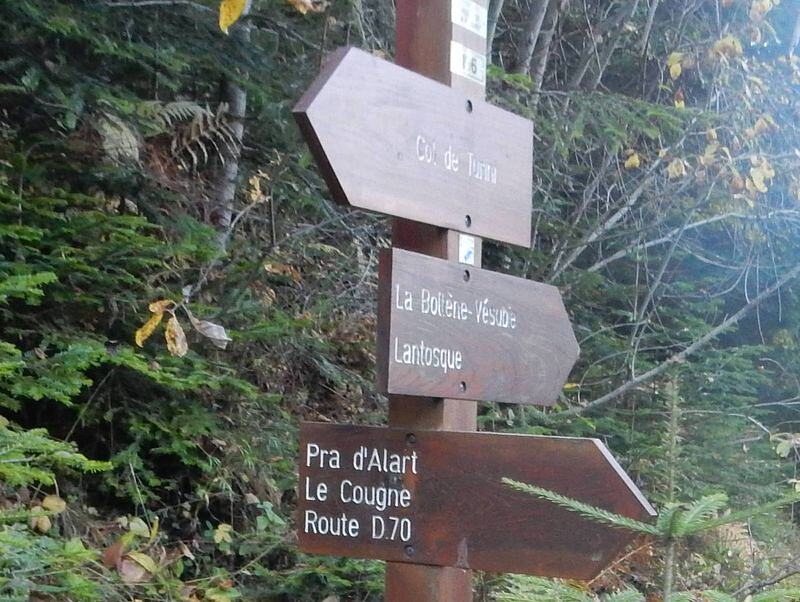 Col de Turini
La Bollène-Vésubie
Lantosque
Pra d'Alart
Le Cougne
Route D.70